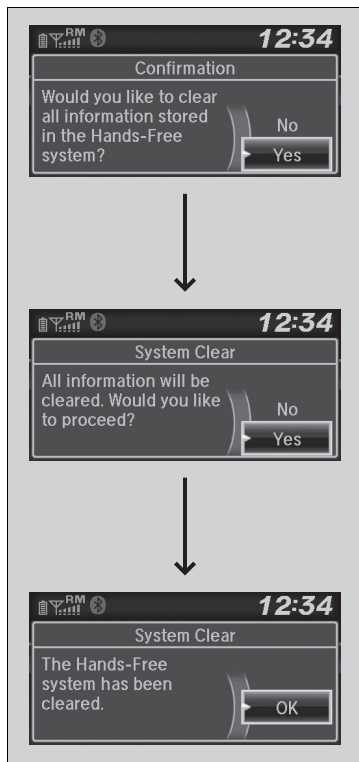 RM 12:34
Confirmation
Would you like to clear
all information stored
in the Hands-Free
system?
No
Yes
RM 12:34
System Clear
All information will be
cleared. Would you like
to proceed?
No
Yes
RM 12:34
System Clear
The Hands-Free
system has been
cleared.
OK